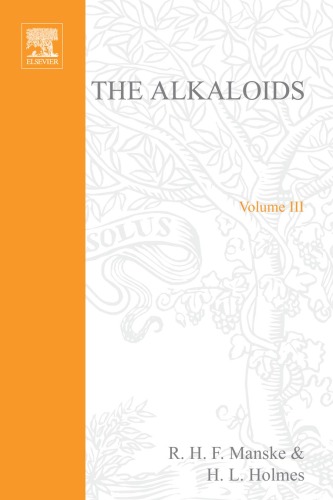 ELSEVIER
THE ALKALOIDS
Volume III
SOLUS
R. H. F. Manske &
H. L. Holmes